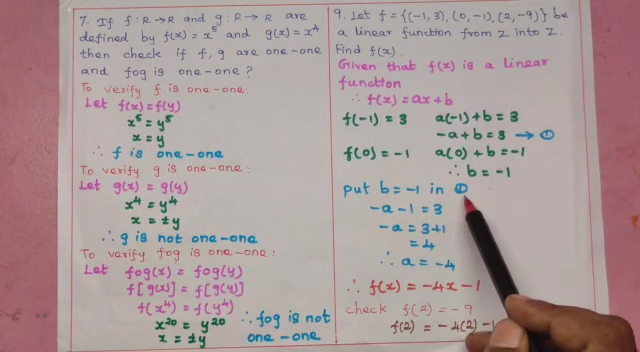 7. If f:R→R and g:R→R are
defined by f(x)=x⁵ and g(x)=x⁴
then check if f, g are one-one
and fog is one-one?
To verify f is one-one:
Let f(x)=f(y)
x⁵=y⁵
x=y
∴ f is one-one
To verify g is one-one:
Let g(x)=g(y)
x⁴=y⁴
x=±y
∴ g is not one-one
To verify fog is one-one:
Let fog(x)=fog(y)
f[g(x)]=f[g(y)]
f(x⁴)=f(y⁴)
x²⁰=y²⁰
x=±y
∴ fog is not
one-one
9. Let f={(-1,3),(0,-1),(2,-9)} be
a linear function from Z into Z.
Find f(x).
Given that f(x) is a Linear
function
∴ f(x)=ax+b
f(-1)=3 a(-1)+b=3
-a+b=3 → ①
f(0)=-1 a(0)+b=-1
∴ b=-1
put b=-1 in ①
-a-1=3
-a=3+1
=4
∴ a=-4
∴ f(x)=-4x-1
check f(2)=-9
f(2)=-4(2)-1